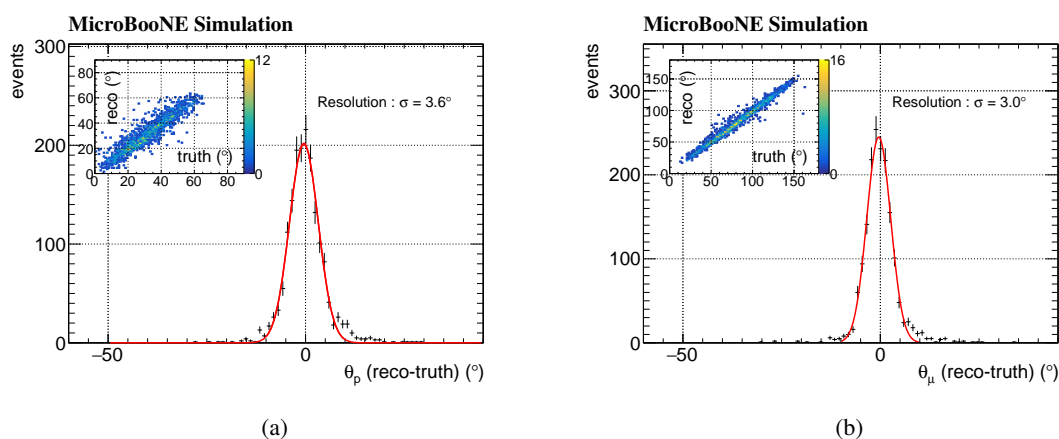 MicroBooNE Simulation
events
300
200
100
0
−50
0
θp (reco-truth) (°)
Resolution : σ = 3.6°
reco (°)
truth (°)
80
60
40
20
0
0 20 40 60 80
12
0
(a)
MicroBooNE Simulation
events
300
200
100
0
−50
0
θμ (reco-truth) (°)
Resolution : σ = 3.0°
reco (°)
truth (°)
150
100
50
0
0 50 100 150
16
0
(b)